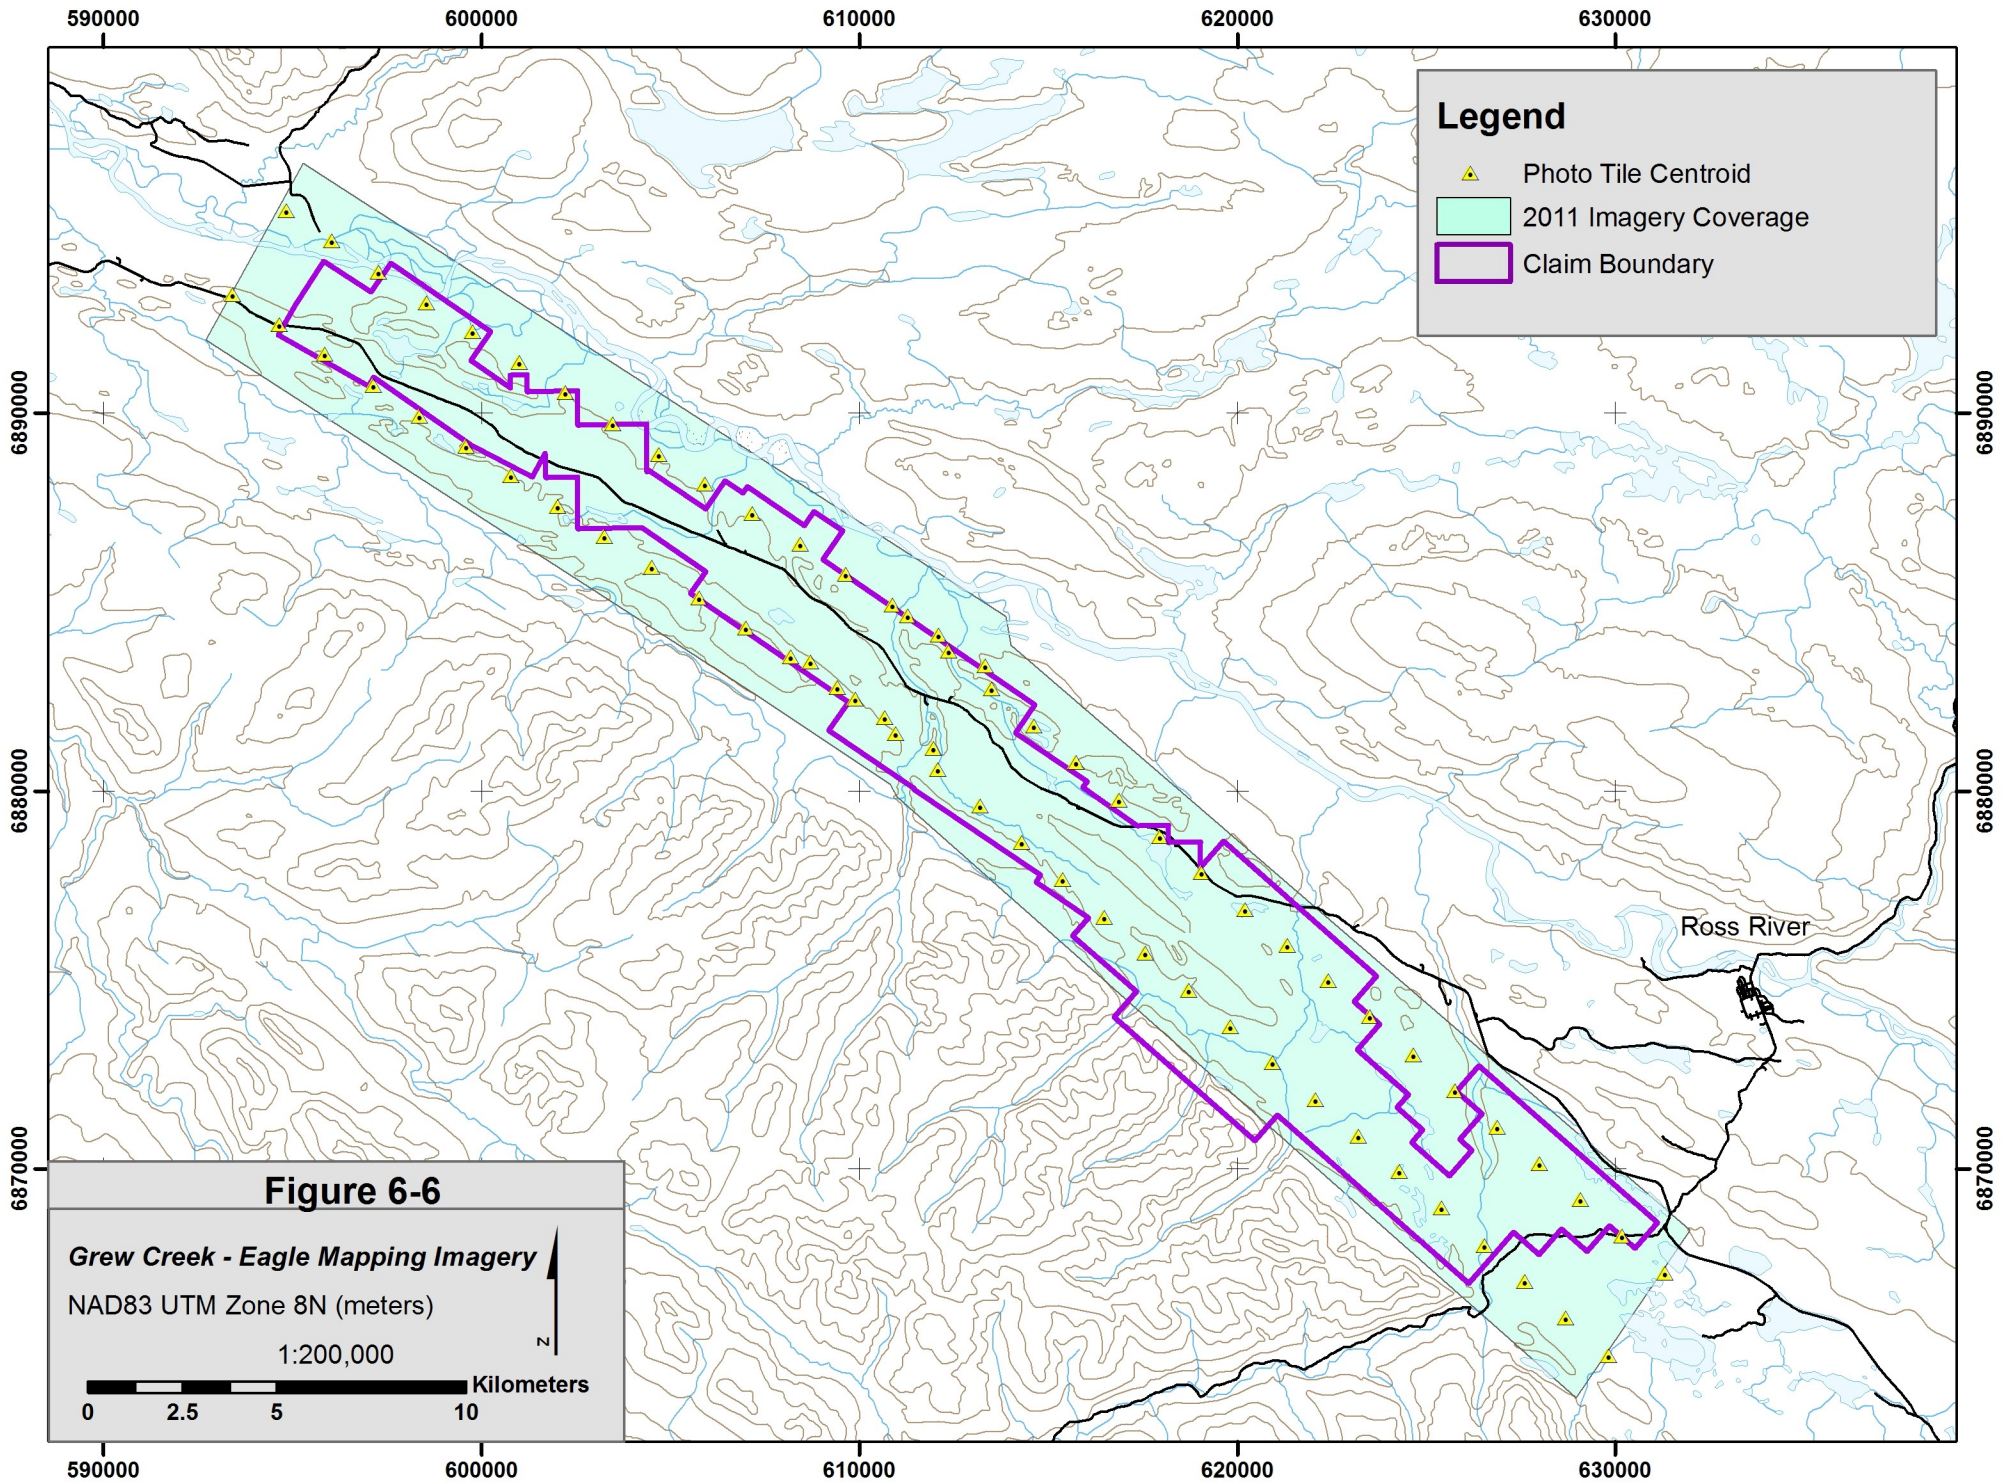 590000 600000 610000 620000 630000
Legend
Photo Tile Centroid
2011 Imagery Coverage
Claim Boundary
6890000 6890000
6880000 6880000
Ross River
6870000 6870000
Figure 6-6
Grew Creek - Eagle Mapping Imagery
NAD83 UTM Zone 8N (meters)
N
1:200,000
Kilometers
0 2.5 5 10
590000 600000 610000 620000 630000